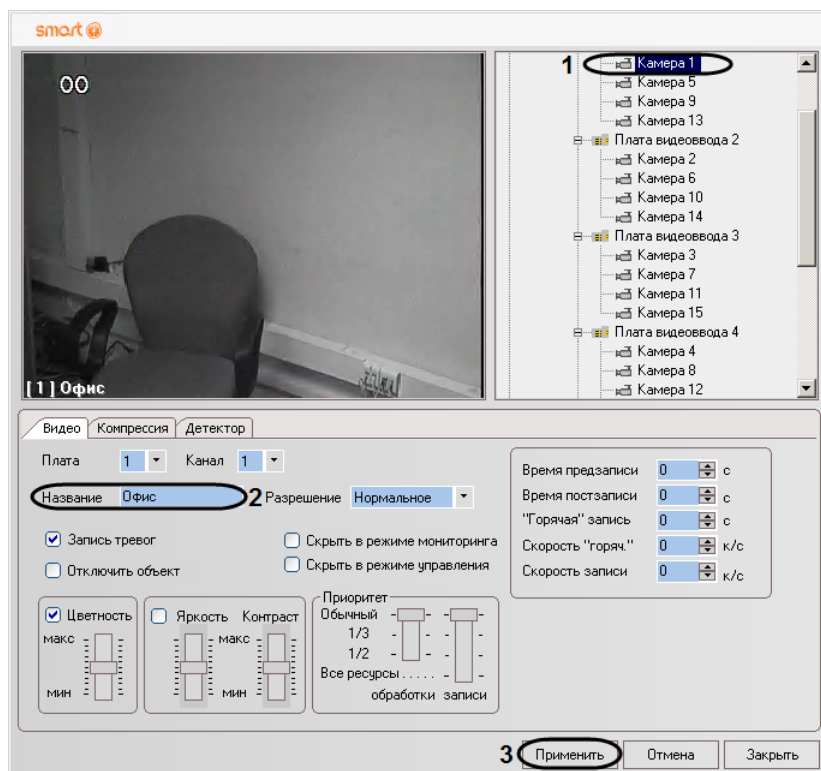 smart
00
[1] Офис
1
Камера 1
Камера 5
Камера 9
Камера 13
Плата видеоввода 2
Камера 2
Камера 6
Камера 10
Камера 14
Плата видеоввода 3
Камера 3
Камера 7
Камера 11
Камера 15
Плата видеоввода 4
Камера 4
Камера 8
Камера 12
Видео Компрессия Детектор
Плата 1 Канал 1
Название Офис 2 Разрешение Нормальное
Запись тревог
Отключить объект
Скрыть в режиме мониторинга
Скрыть в режиме управления
Время предзаписи 0 с
Время постзаписи 0 с
"Горячая" запись 0 с
Скорость "горяч." 0 к/с
Скорость записи 0 к/с
Цветность
макс
мин
Яркость Контраст
макс
мин
Приоритет
Обычный
1/3
1/2
Все ресурсы.....
обработки записи
3 Применить Отмена Закрыть